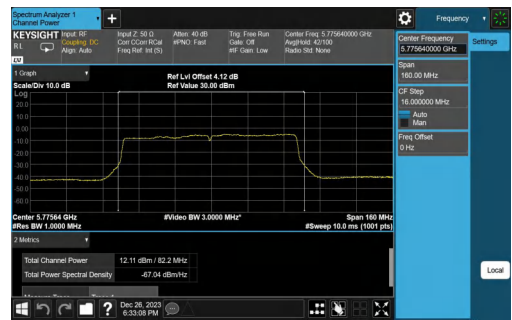 Spectrum Analyzer 1
Channel Power
Frequency
KEYSIGHT
RL
Input: RF
Coupling: DC
Align: Auto
Input Z: 50 Ω
Corr CCorr RCal
Freq Ref: Int (S)
Atten: 40 dB
#PNO: Fast
Trig: Free Run
Gate: Off
#IF Gain: Low
Center Freq: 5.775640000 GHz
Avg|Hold: 42/100
Radio Std: None
Center Frequency
5.775640000 GHz
Settings
Span
160.00 MHz
CF Step
16.000000 MHz
Auto
Man
Freq Offset
0 Hz
Local
1 Graph
Scale/Div 10.0 dB
Ref Lvl Offset 4.12 dB
Ref Value 30.00 dBm
Log
20.0
10.0
0.00
-10.0
-20.0
-30.0
-40.0
-50.0
-60.0
Center 5.77564 GHz
#Video BW 3.0000 MHz*
Span 160 MHz
#Res BW 1.0000 MHz
#Sweep 10.0 ms (1001 pts)
2 Metrics
Total Channel Power 12.11 dBm / 82.2 MHz
Total Power Spectral Density -67.04 dBm/Hz
?
Dec 26, 2023
6:33:08 PM